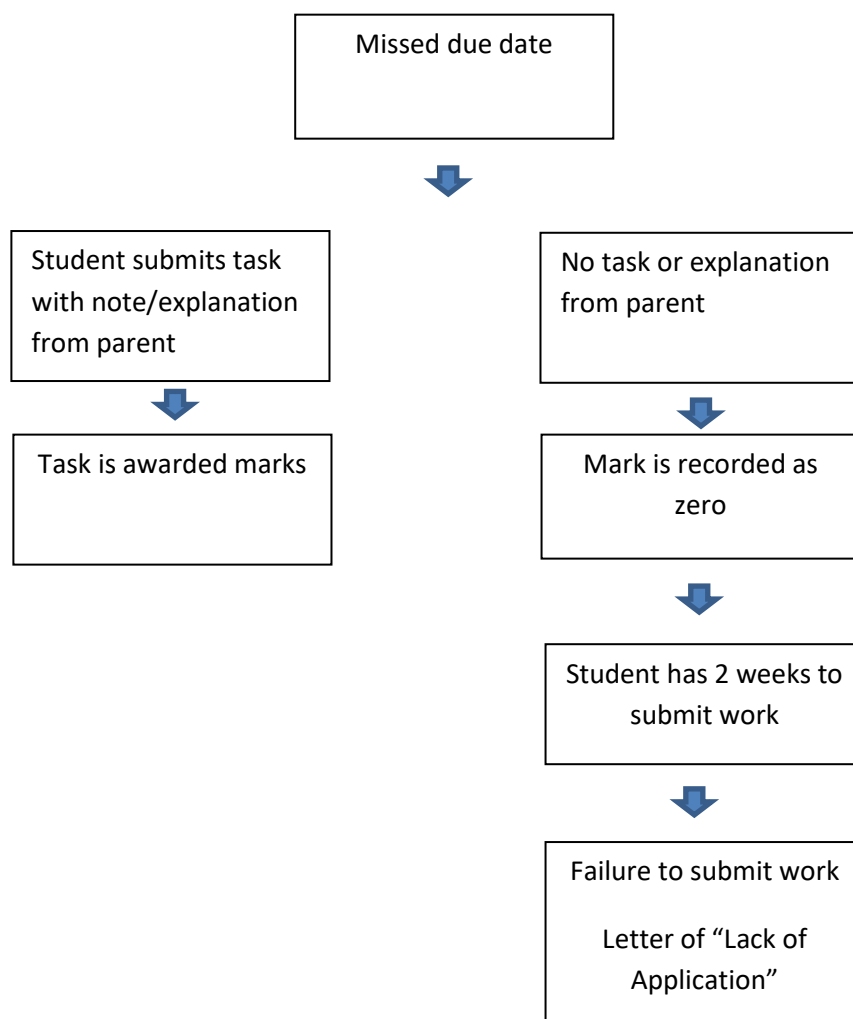 Missed due date
Student submits task
with note/explanation
from parent
No task or explanation
from parent
Task is awarded marks
Mark is recorded as
zero
Student has 2 weeks to
submit work
Failure to submit work
Letter of “Lack of
Application”